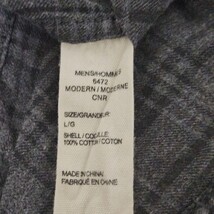 MENS/HOMMES
6472
MODERN / MODERNE
CNR
SIZE/GRANDEUR
L/G
SHELL / COQUILLE
100% COTTON/COTON
MADE IN CHINA
FABRIQUÉ EN CHINE